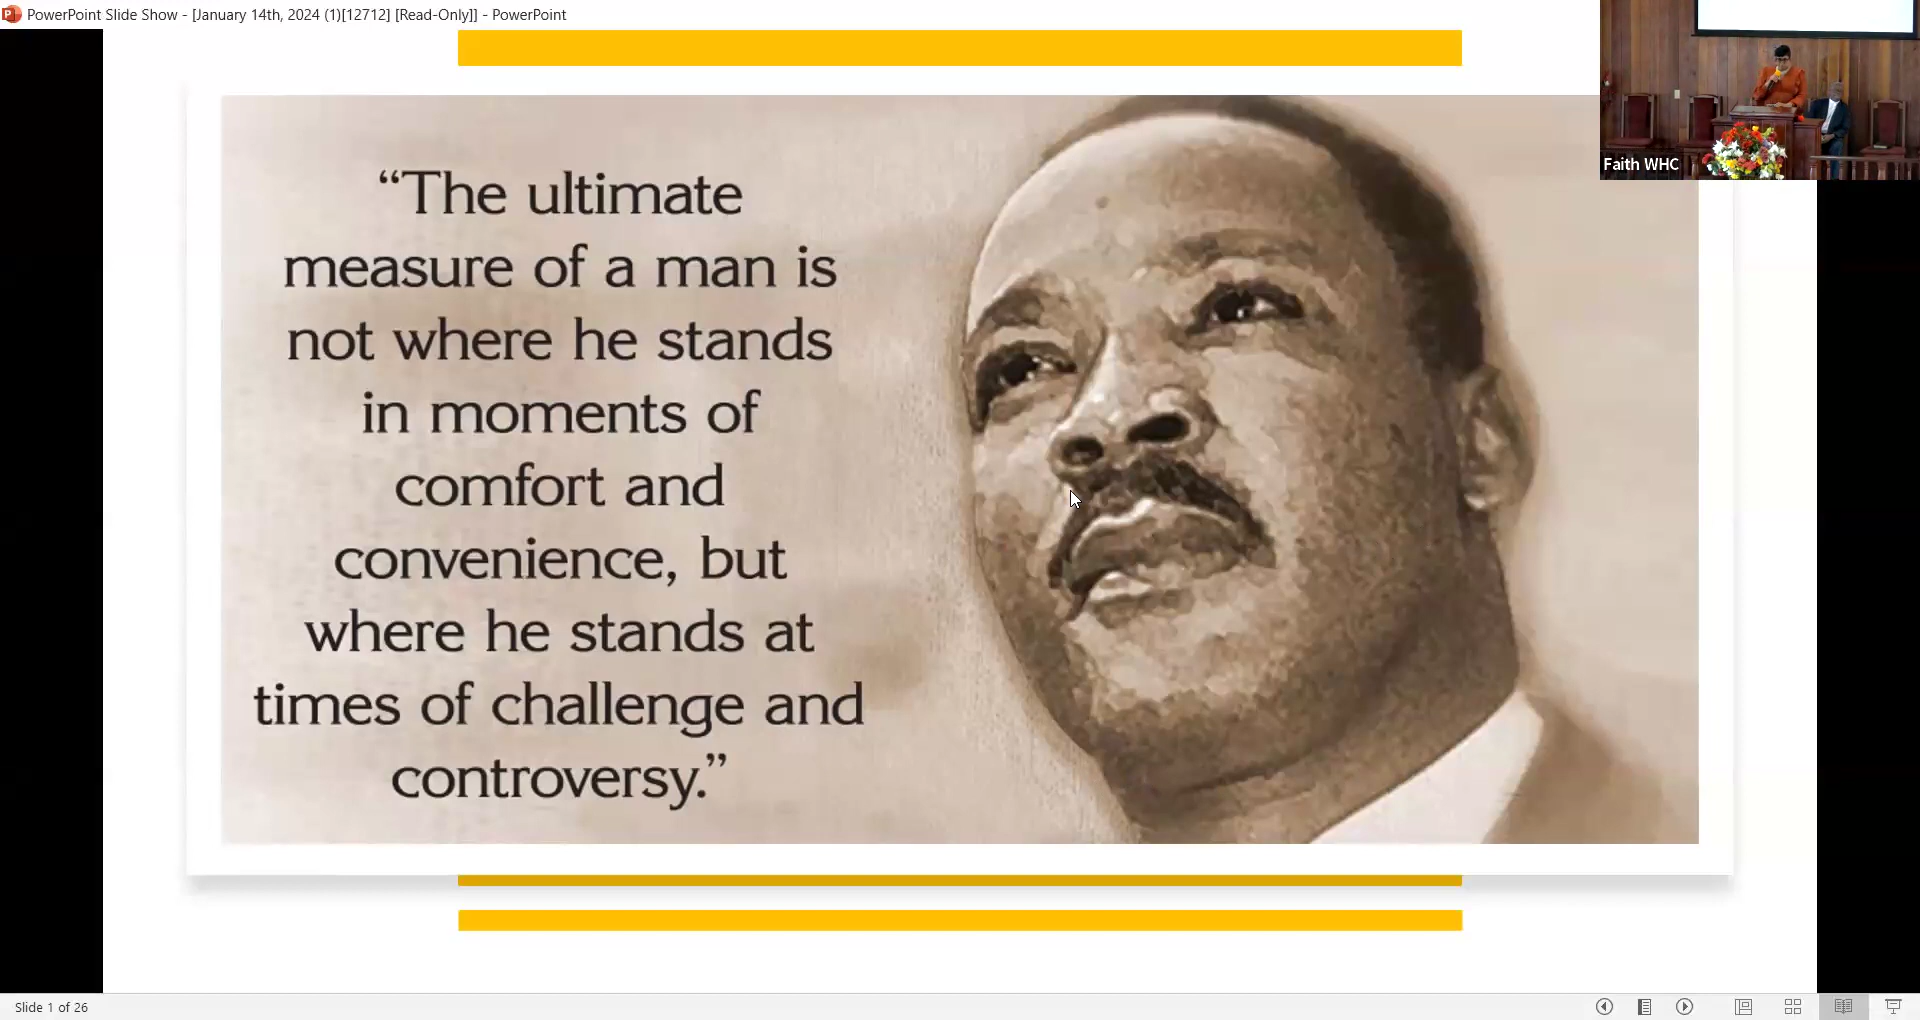 PowerPoint Slide Show - [January 14th, 2024 (1)[12712] [Read-Only]] - PowerPoint
Faith WHC
“The ultimate
measure of a man is
not where he stands
in moments of
comfort and
convenience, but
where he stands at
times of challenge and
controversy.”
Slide 1 of 26